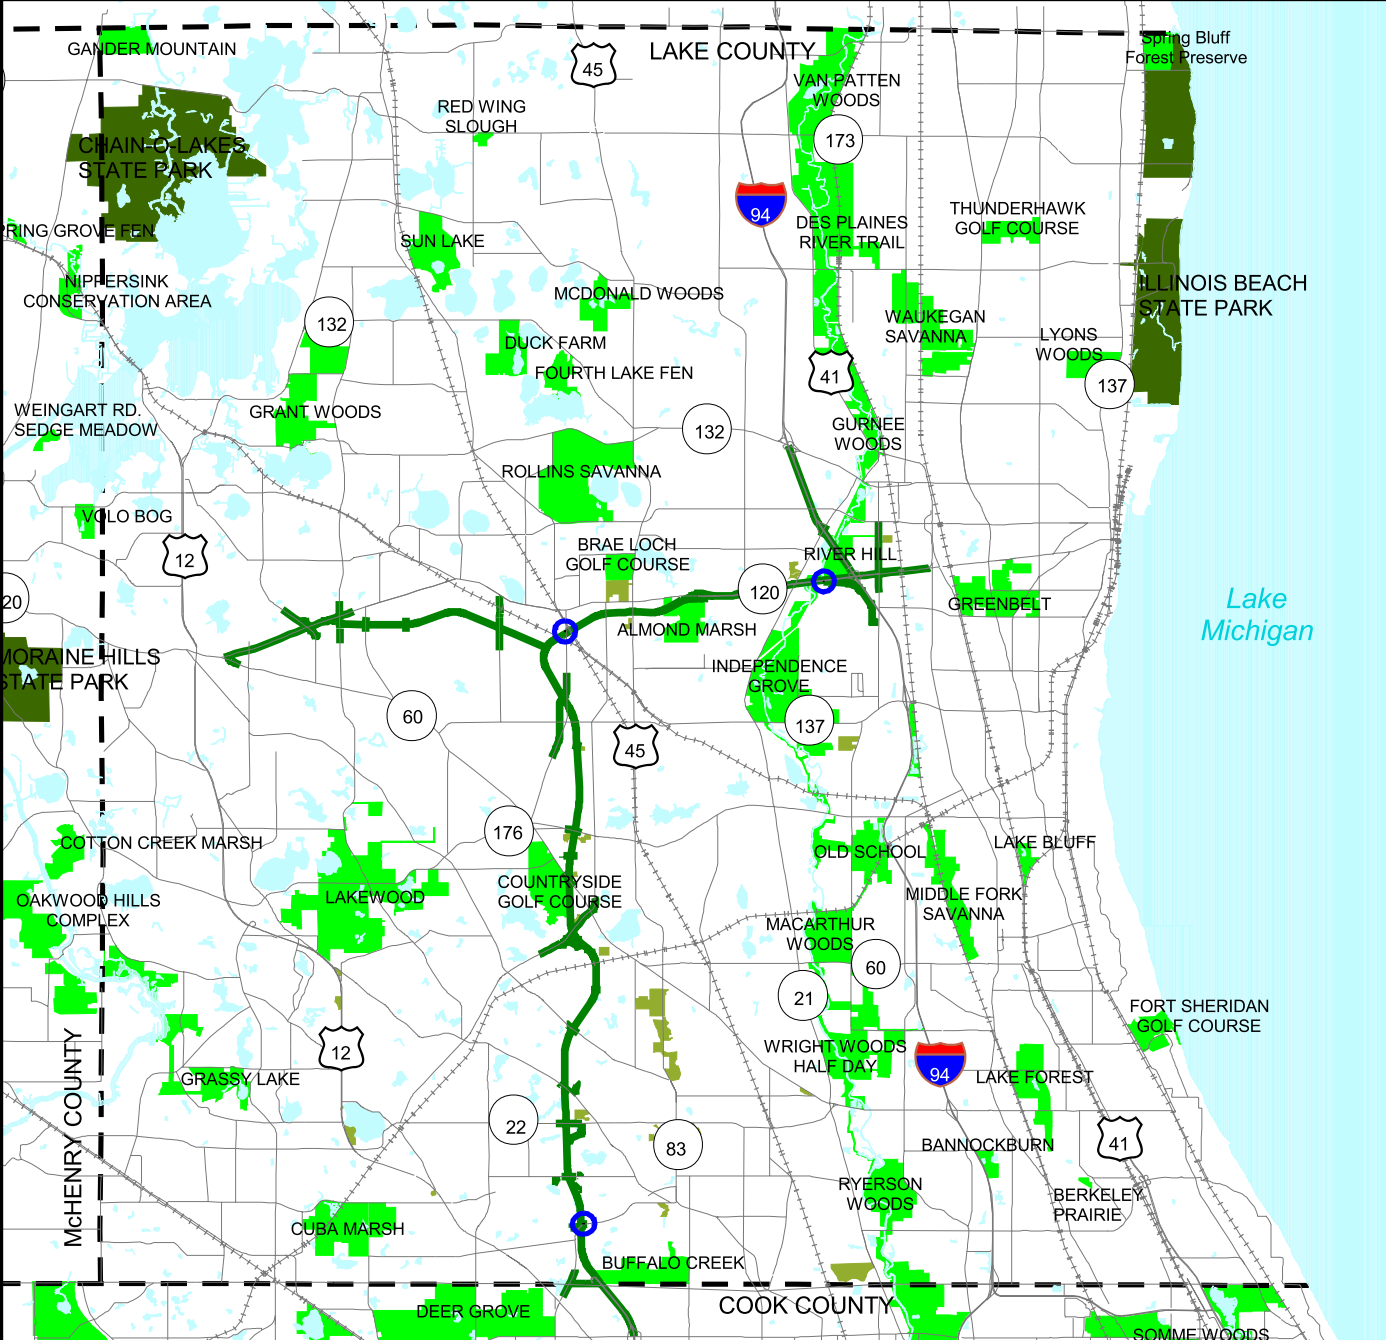 GANDER MOUNTAIN
45
LAKE COUNTY
Spring Bluff
Forest Preserve
VAN PATTEN
WOODS
RED WING
SLOUGH
173
CHAIN-O-LAKES
STATE PARK
94
THUNDERHAWK
GOLF COURSE
DES PLAINES
RIVER TRAIL
PRING GROVE FEN
SUN LAKE
NIPPERSINK
CONSERVATION AREA
MCDONALD WOODS
ILLINOIS BEACH
STATE PARK
132
WAUKEGAN
SAVANNA
LYONS
WOODS
DUCK FARM
FOURTH LAKE FEN
41
137
WEINGART RD.
SEDGE MEADOW
GRANT WOODS
132
GURNEE
WOODS
ROLLINS SAVANNA
VOLO BOG
12
BRAE LOCH
GOLF COURSE
RIVER HILL
20
120
GREENBELT
Lake
Michigan
ALMOND MARSH
MORAINE HILLS
STATE PARK
INDEPENDENCE
GROVE
60
137
45
176
COTTON CREEK MARSH
OLD SCHOOL
LAKE BLUFF
COUNTRYSIDE
GOLF COURSE
LAKEWOOD
OAKWOOD HILLS
COMPLEX
MIDDLE FORK
SAVANNA
MACARTHUR
WOODS
60
21
FORT SHERIDAN
GOLF COURSE
McHENRY COUNTY
12
WRIGHT WOODS
HALF DAY
94
LAKE FOREST
GRASSY LAKE
22
83
41
BANNOCKBURN
RYERSON
WOODS
BERKELEY
PRAIRIE
CUBA MARSH
BUFFALO CREEK
DEER GROVE
COOK COUNTY
SOMME WOODS